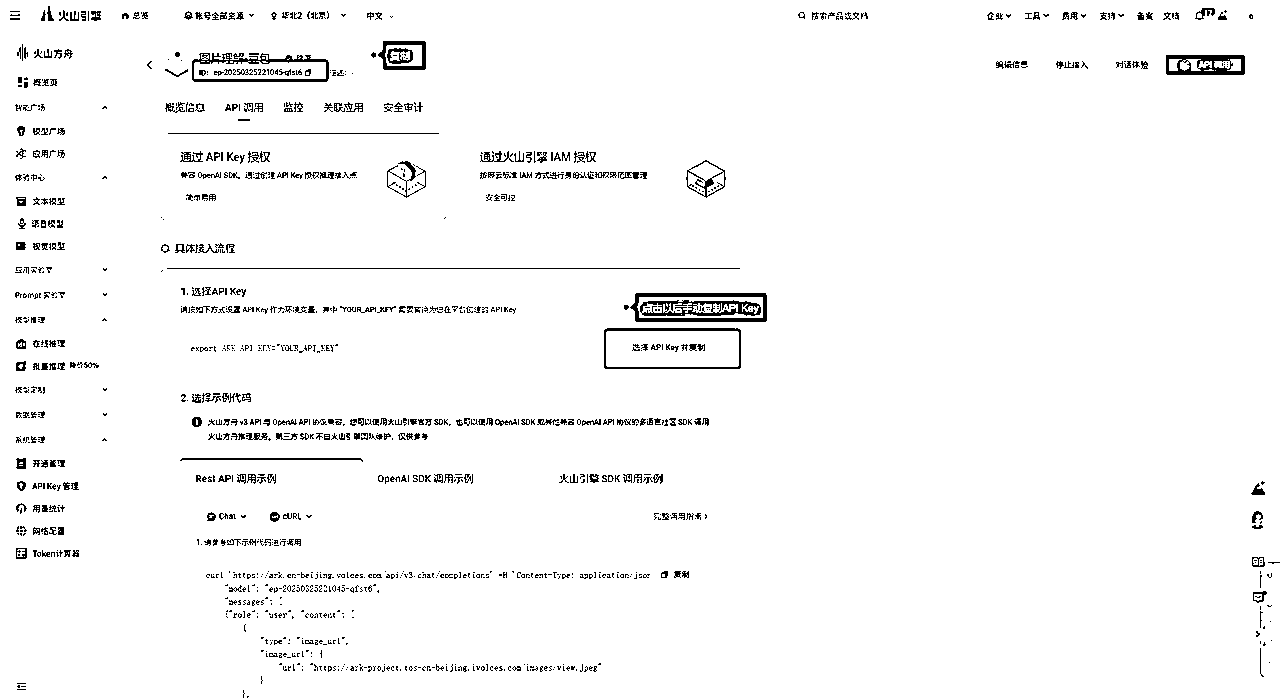 火山引擎
总览
账号全部资源
华北2（北京）
中文
搜索产品或文档
企业
工具
费用
支持
备案
文档
17
火山方舟
概览页
智能广场
模型广场
应用广场
体验中心
文本模型
语音模型
视觉模型
应用实验室
Prompt 实验室
模型推理
在线推理
批量推理 降价50%
模型定制
数据管理
系统管理
开通管理
API Key 管理
用量统计
网络配置
Token计算器
图片理解-豆包
ID: ep-20250325221045-qfst6
复制
编辑信息
停止接入
对话体验
API 调用
概览信息
API 调用
监控
关联应用
安全审计
通过 API Key 授权
兼容 OpenAI SDK，通过创建 API Key 授权推理接入点
简单易用
通过火山引擎 IAM 授权
按照云标准 IAM 方式进行身份认证和权限范围管理
安全可控
具体接入流程
1. 选择API Key
请按如下方式设置 API Key 作为环境变量，其中 "YOUR_API_KEY" 需要替换为您在平台创建的 API Key
点击以后手动复制API Key
export ARK_API_KEY="YOUR_API_KEY"
选择 API Key 并复制
2. 选择示例代码
火山方舟 v3 API 与 OpenAI API 协议兼容，您可以使用火山引擎官方 SDK，也可以使用 OpenAI SDK 或其他兼容 OpenAI API 协议的多语言社区 SDK 调用
火山方舟推理服务。第三方 SDK 不由火山引擎团队维护，仅供参考
Rest API 调用示例
OpenAI SDK 调用示例
火山引擎 SDK 调用示例
Chat
cURL
完整调用指南
1. 请参考如下示例代码进行调用
curl 'https://ark.cn-beijing.volces.com/api/v3/chat/completions' -H 'Content-Type: application/json
复制
"model": "ep-20250325221045-qfst6",
"messages": [
{"role": "user", "content": [
{
"type": "image_url",
"image_url": {
"url": "https://ark-project.tos-cn-beijing.ivolces.com/images/view.jpeg"
}
},